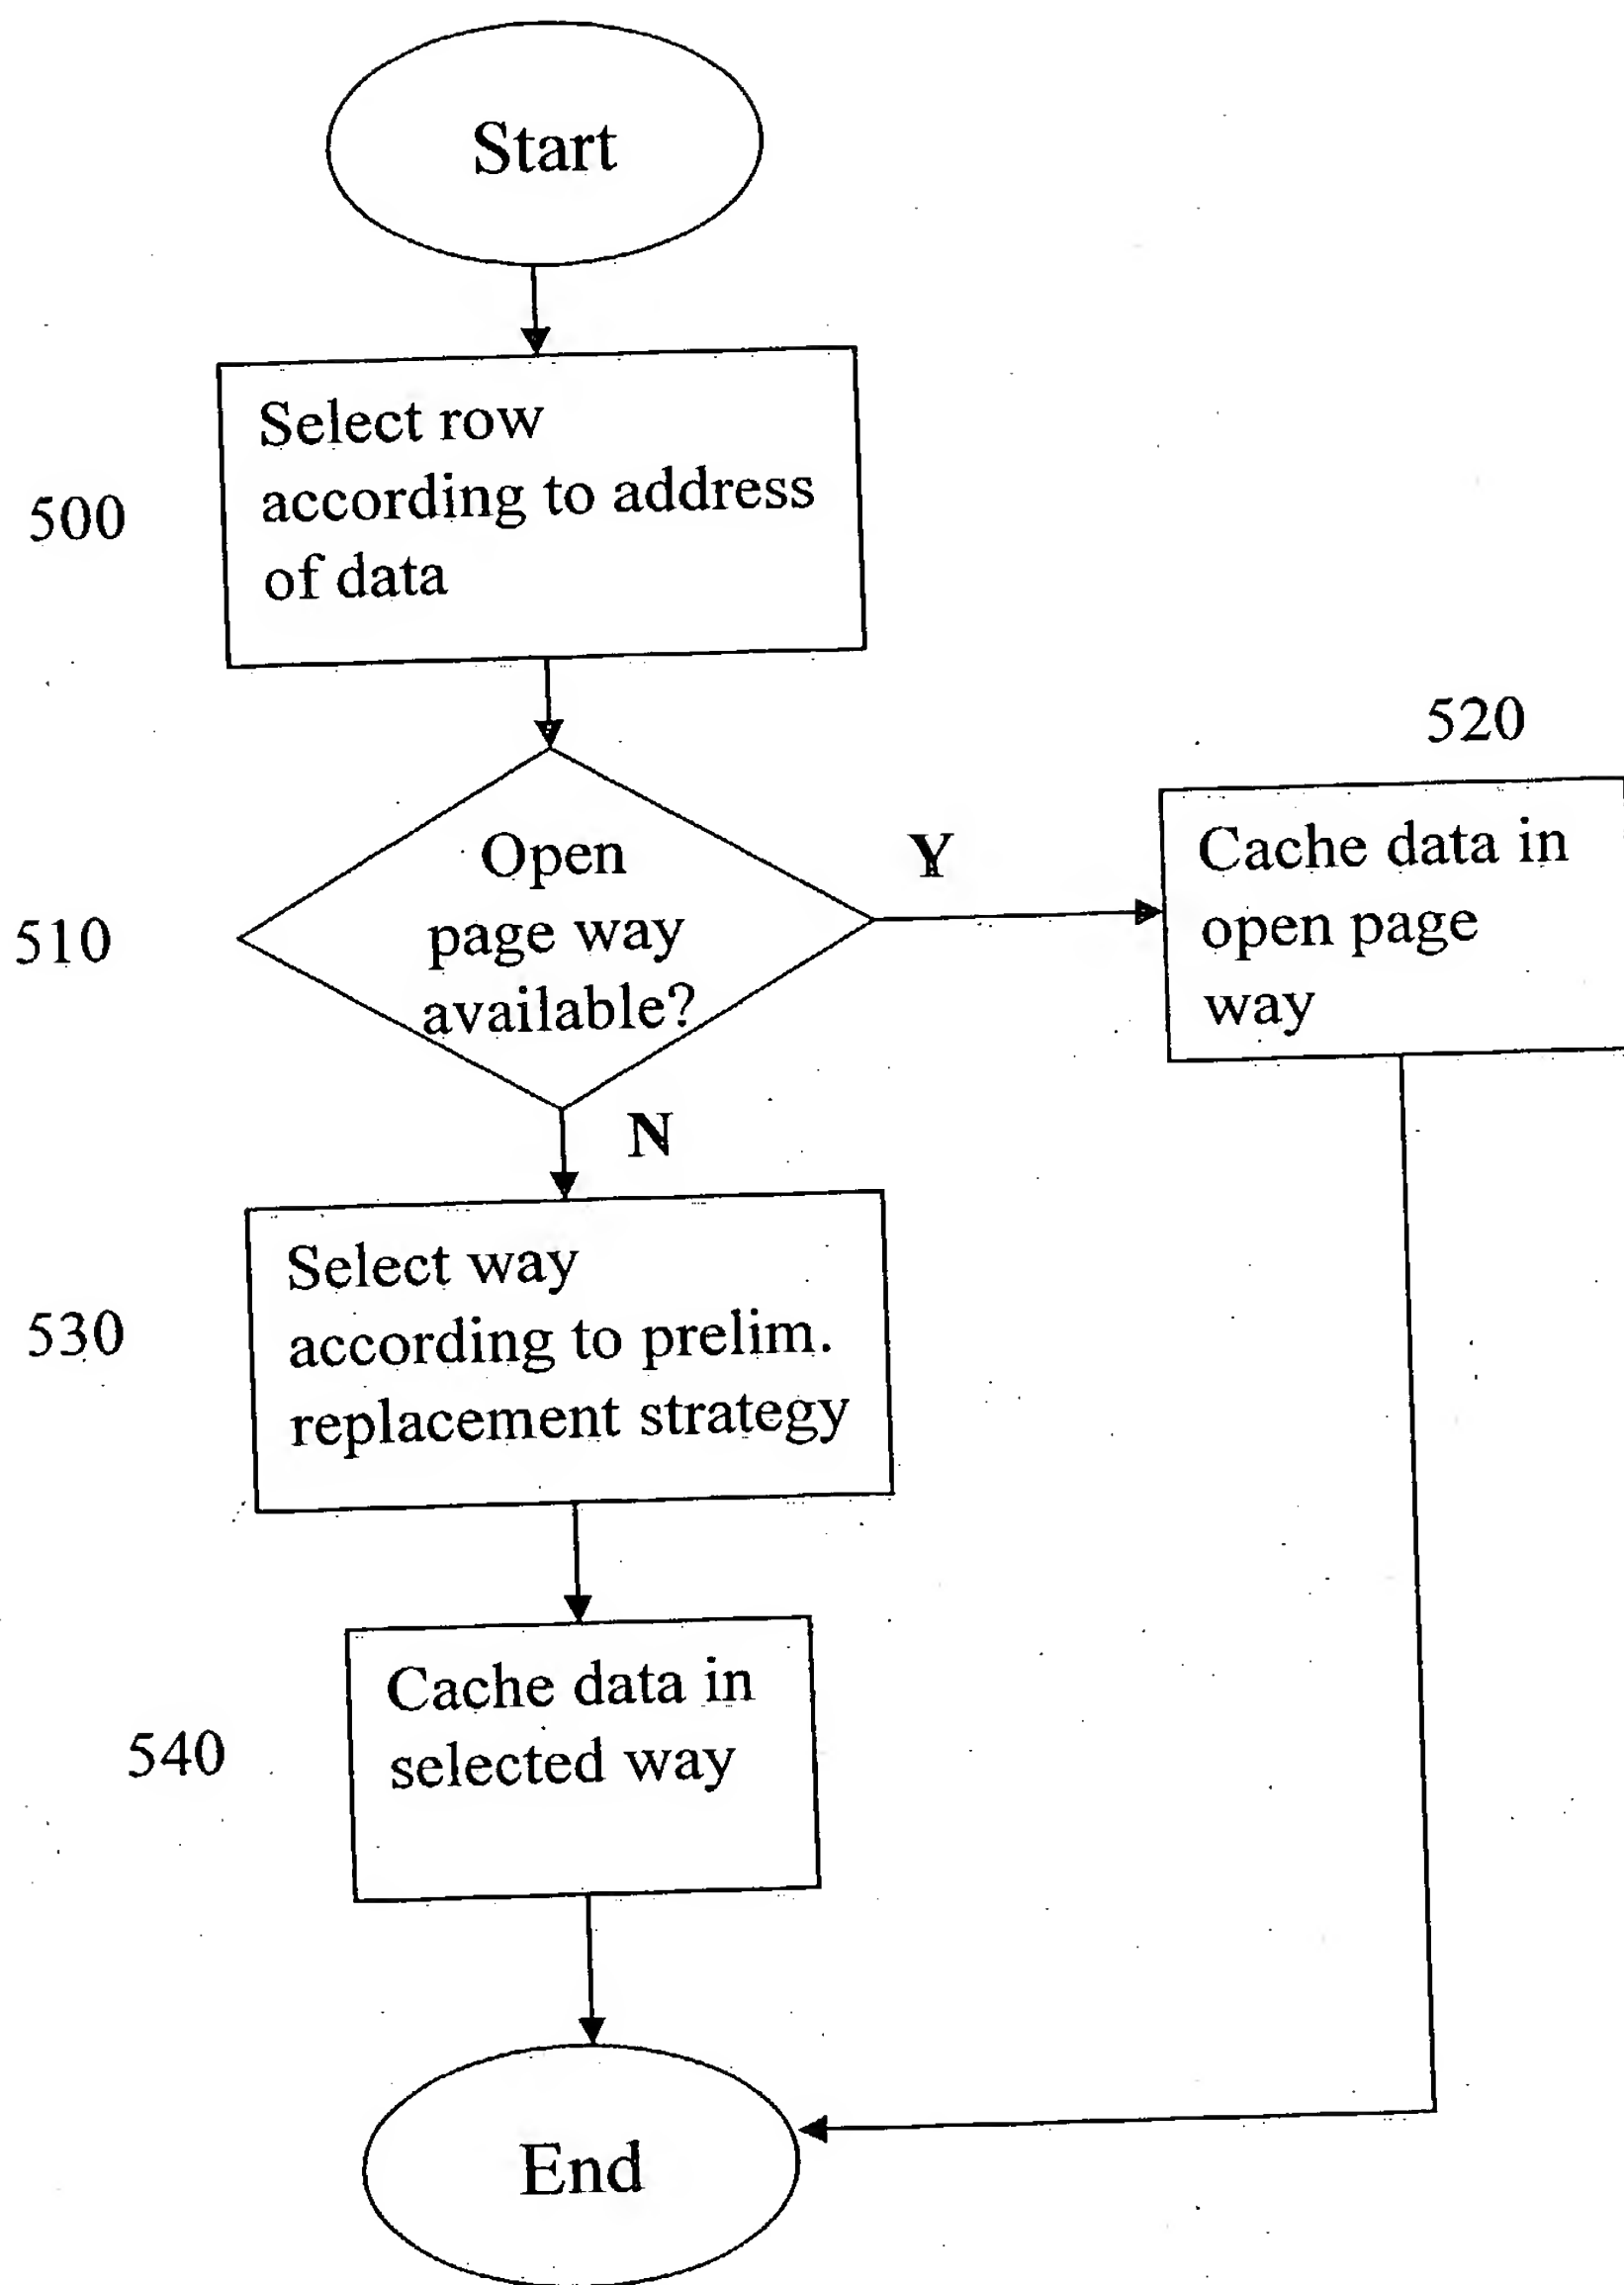 Start
500
Select row
according to address
of data
510
Open
page way
available?
Y
N
520
Cache data in
open page
way
530
Select way
according to prelim.
replacement strategy
540
Cache data in
selected way
End